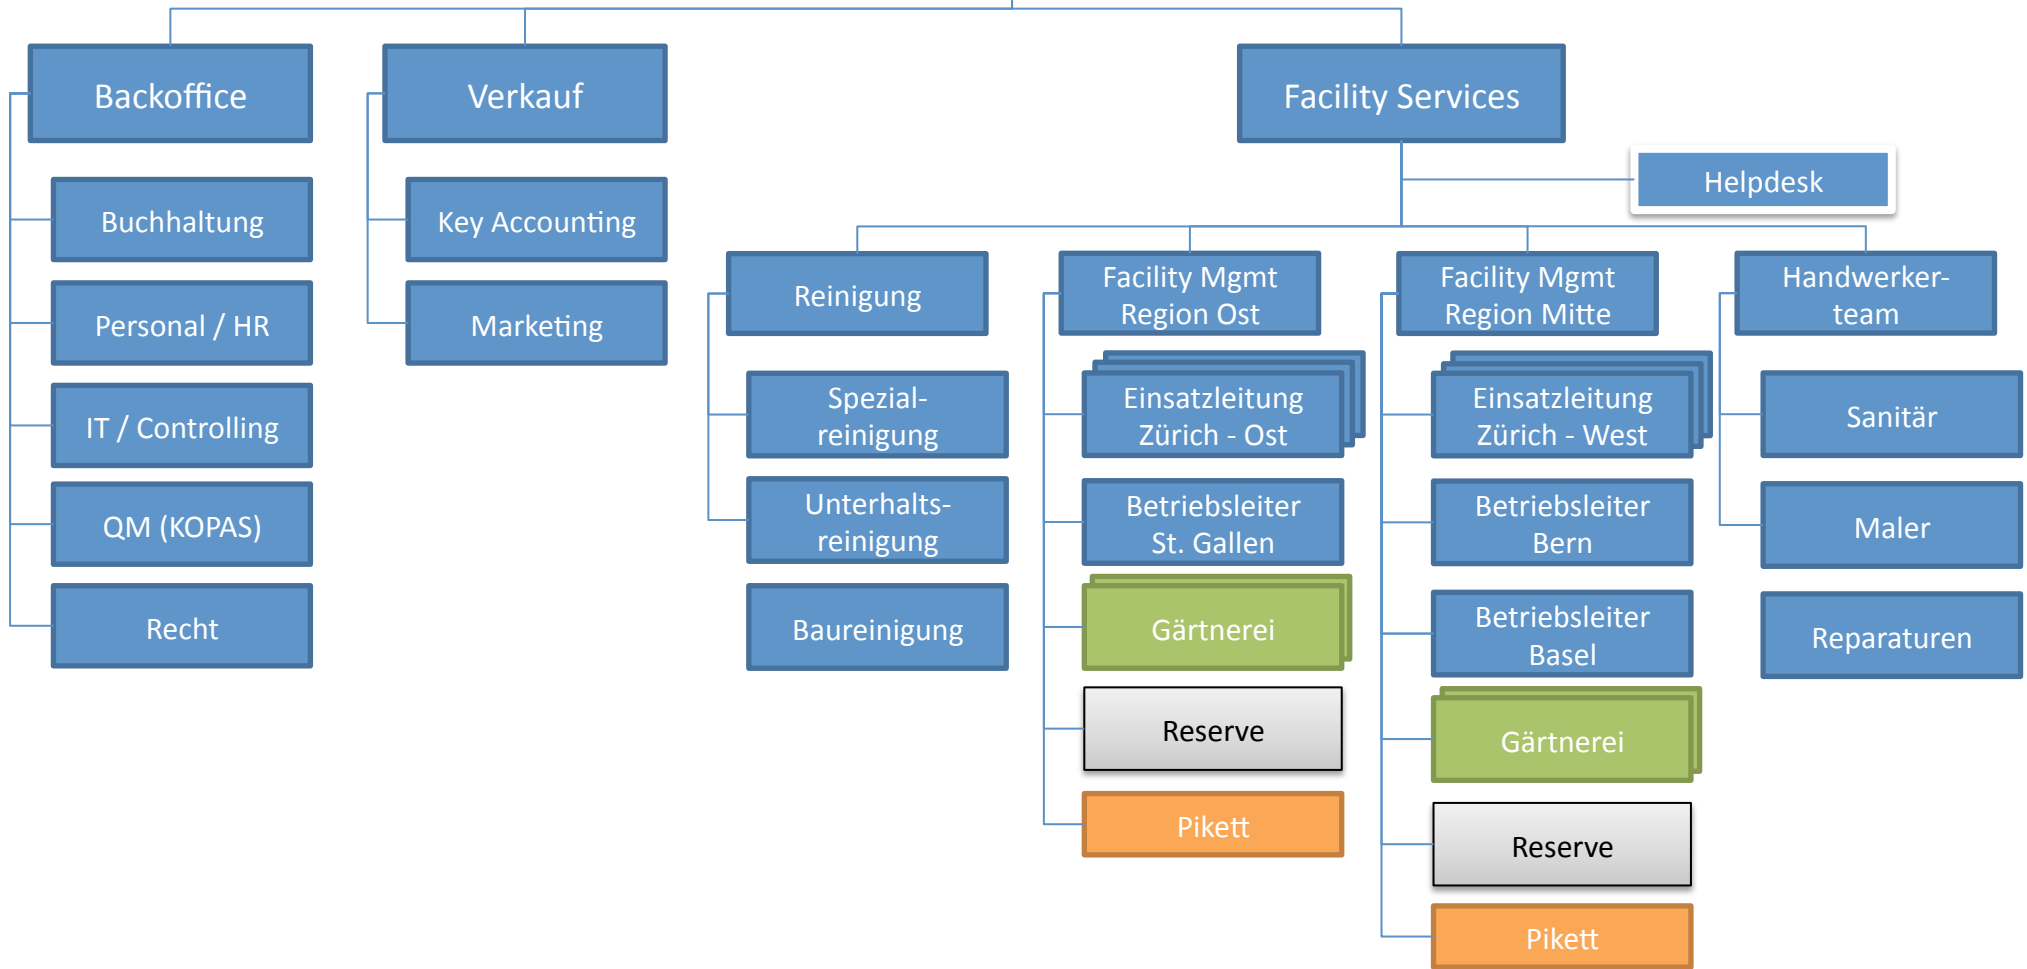 Backoffice
Verkauf
Facility Services
Helpdesk
Buchhaltung
Personal / HR
IT / Controlling
QM (KOPAS)
Recht
Key Accounting
Marketing
Reinigung
Spezial-
reinigung
Unterhalts-
reinigung
Baureinigung
Facility Mgmt
Region Ost
Einsatzleitung
Zürich - Ost
Betriebsleiter
St. Gallen
Gärtnerei
Reserve
Pikett
Facility Mgmt
Region Mitte
Einsatzleitung
Zürich - West
Betriebsleiter
Bern
Betriebsleiter
Basel
Gärtnerei
Reserve
Pikett
Handwerker-
team
Sanitär
Maler
Reparaturen